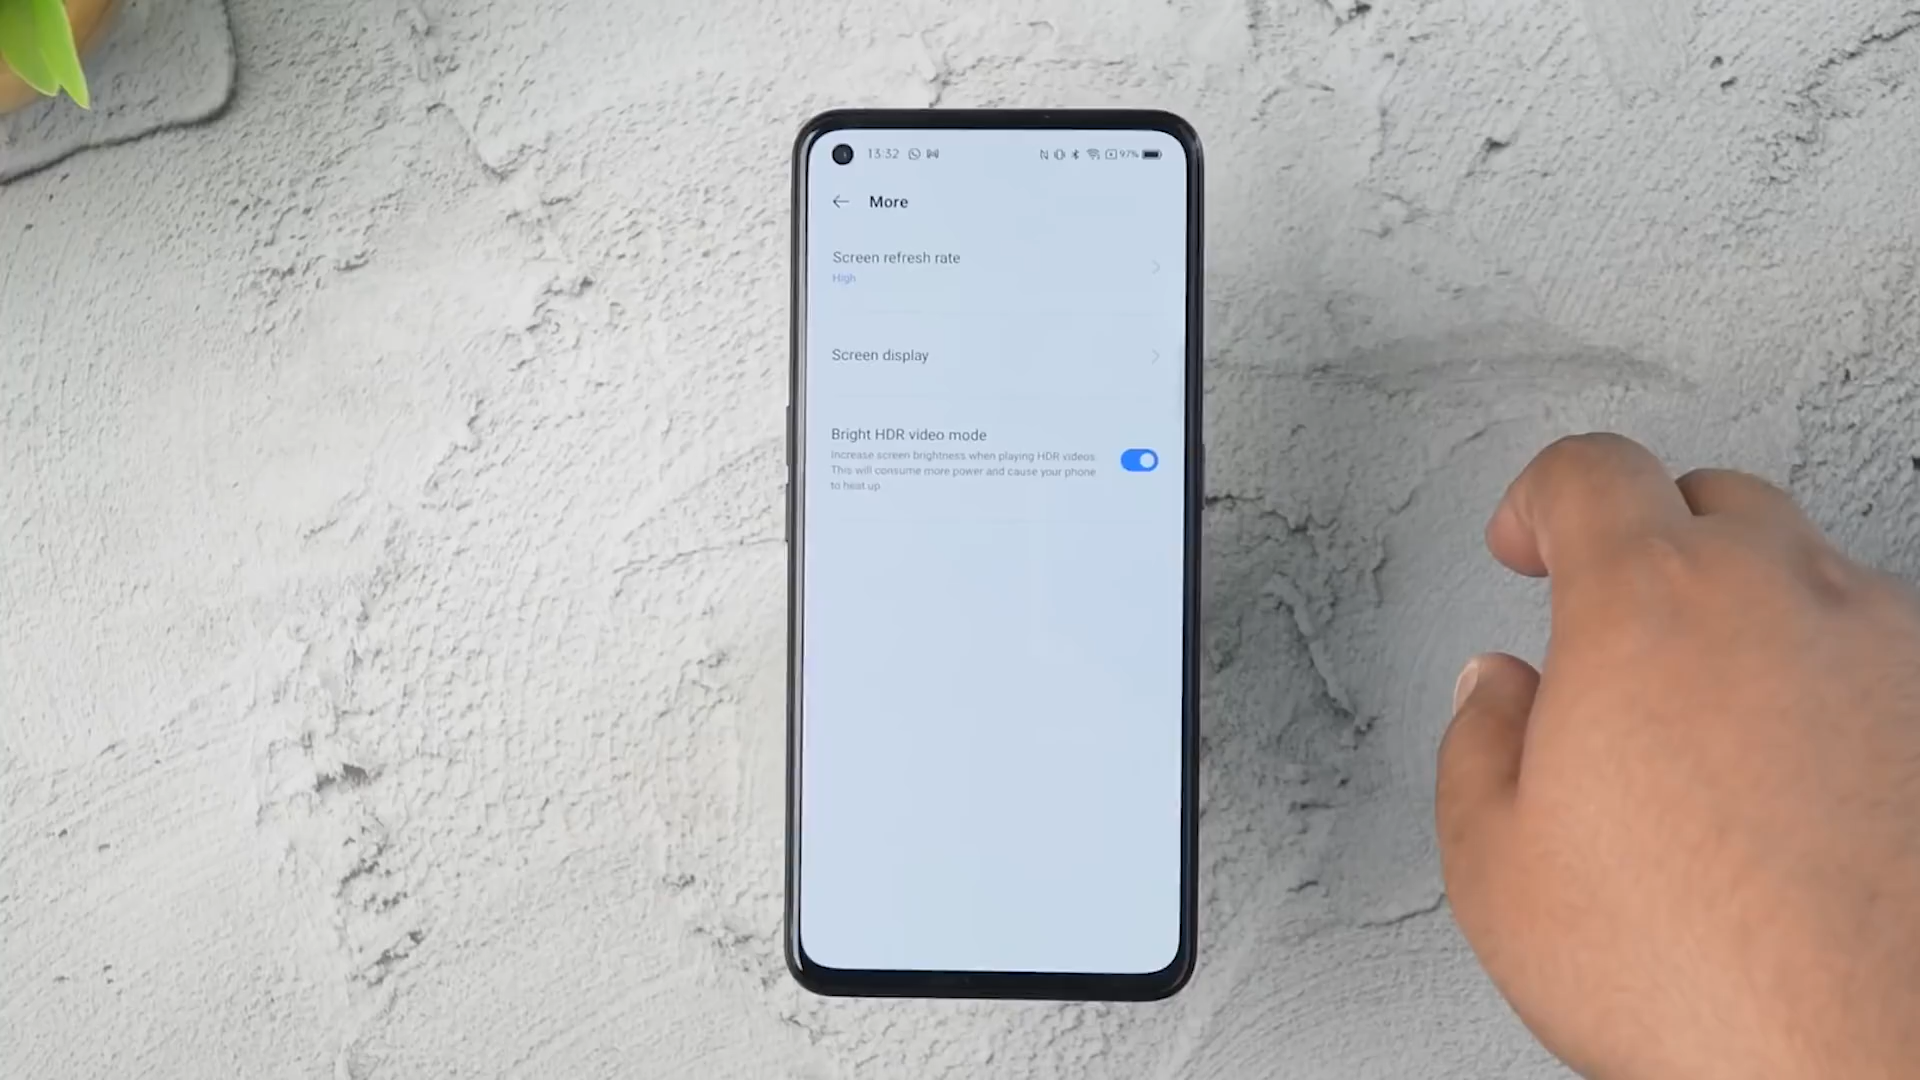 13:32 97%
More
Screen refresh rate
High
Screen display
Bright HDR video mode
Increase screen brightness when playing HDR videos.
This will consume more power and cause your phone
to heat up